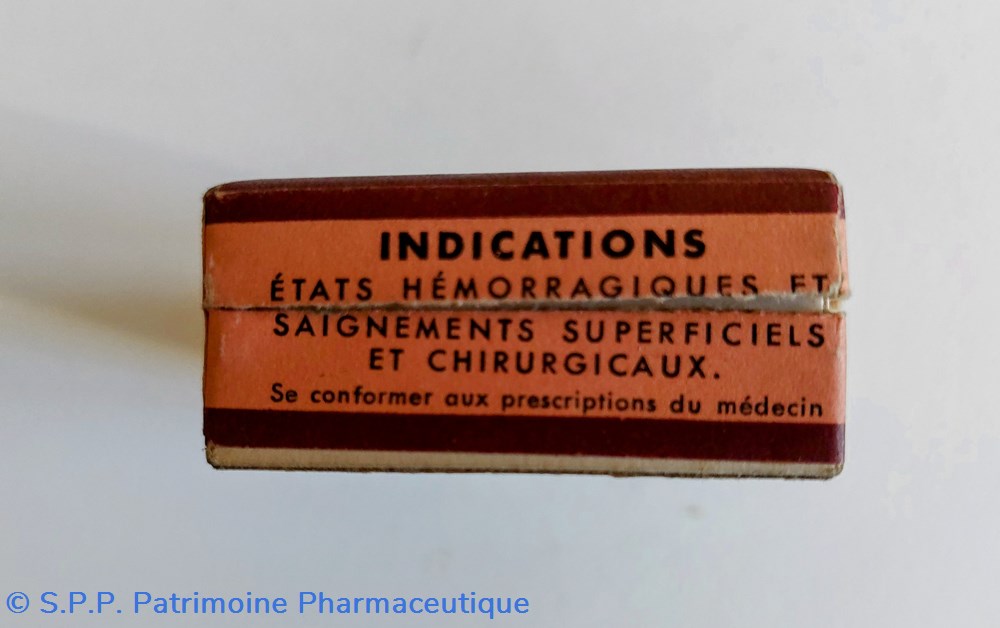 INDICATIONS
ÉTATS HÉMORRAGIQUES ET
SAIGNEMENTS SUPERFICIELS
ET CHIRURGICAUX.
Se conformer aux prescriptions du médecin
© S.P.P. Patrimoine Pharmaceutique